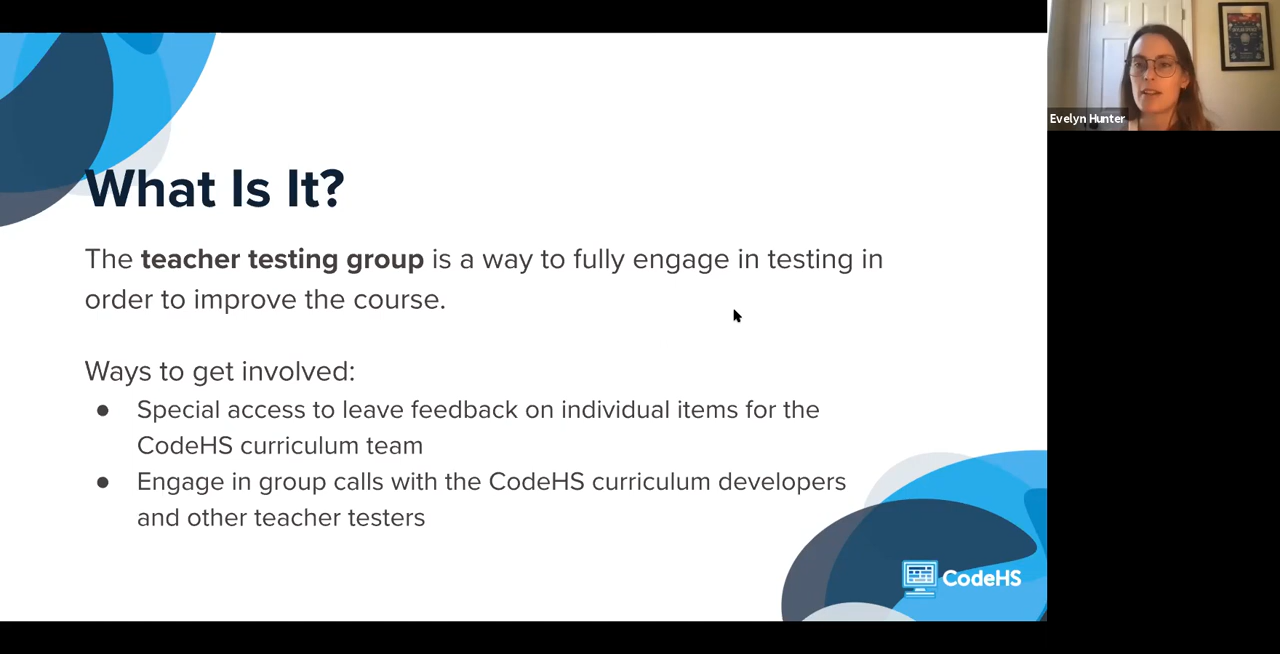 What Is It?
The teacher testing group is a way to fully engage in testing in
order to improve the course.
Ways to get involved:
● Special access to leave feedback on individual items for the
CodeHS curriculum team
● Engage in group calls with the CodeHS curriculum developers
and other teacher testers
CodeHS
Evelyn Hunter